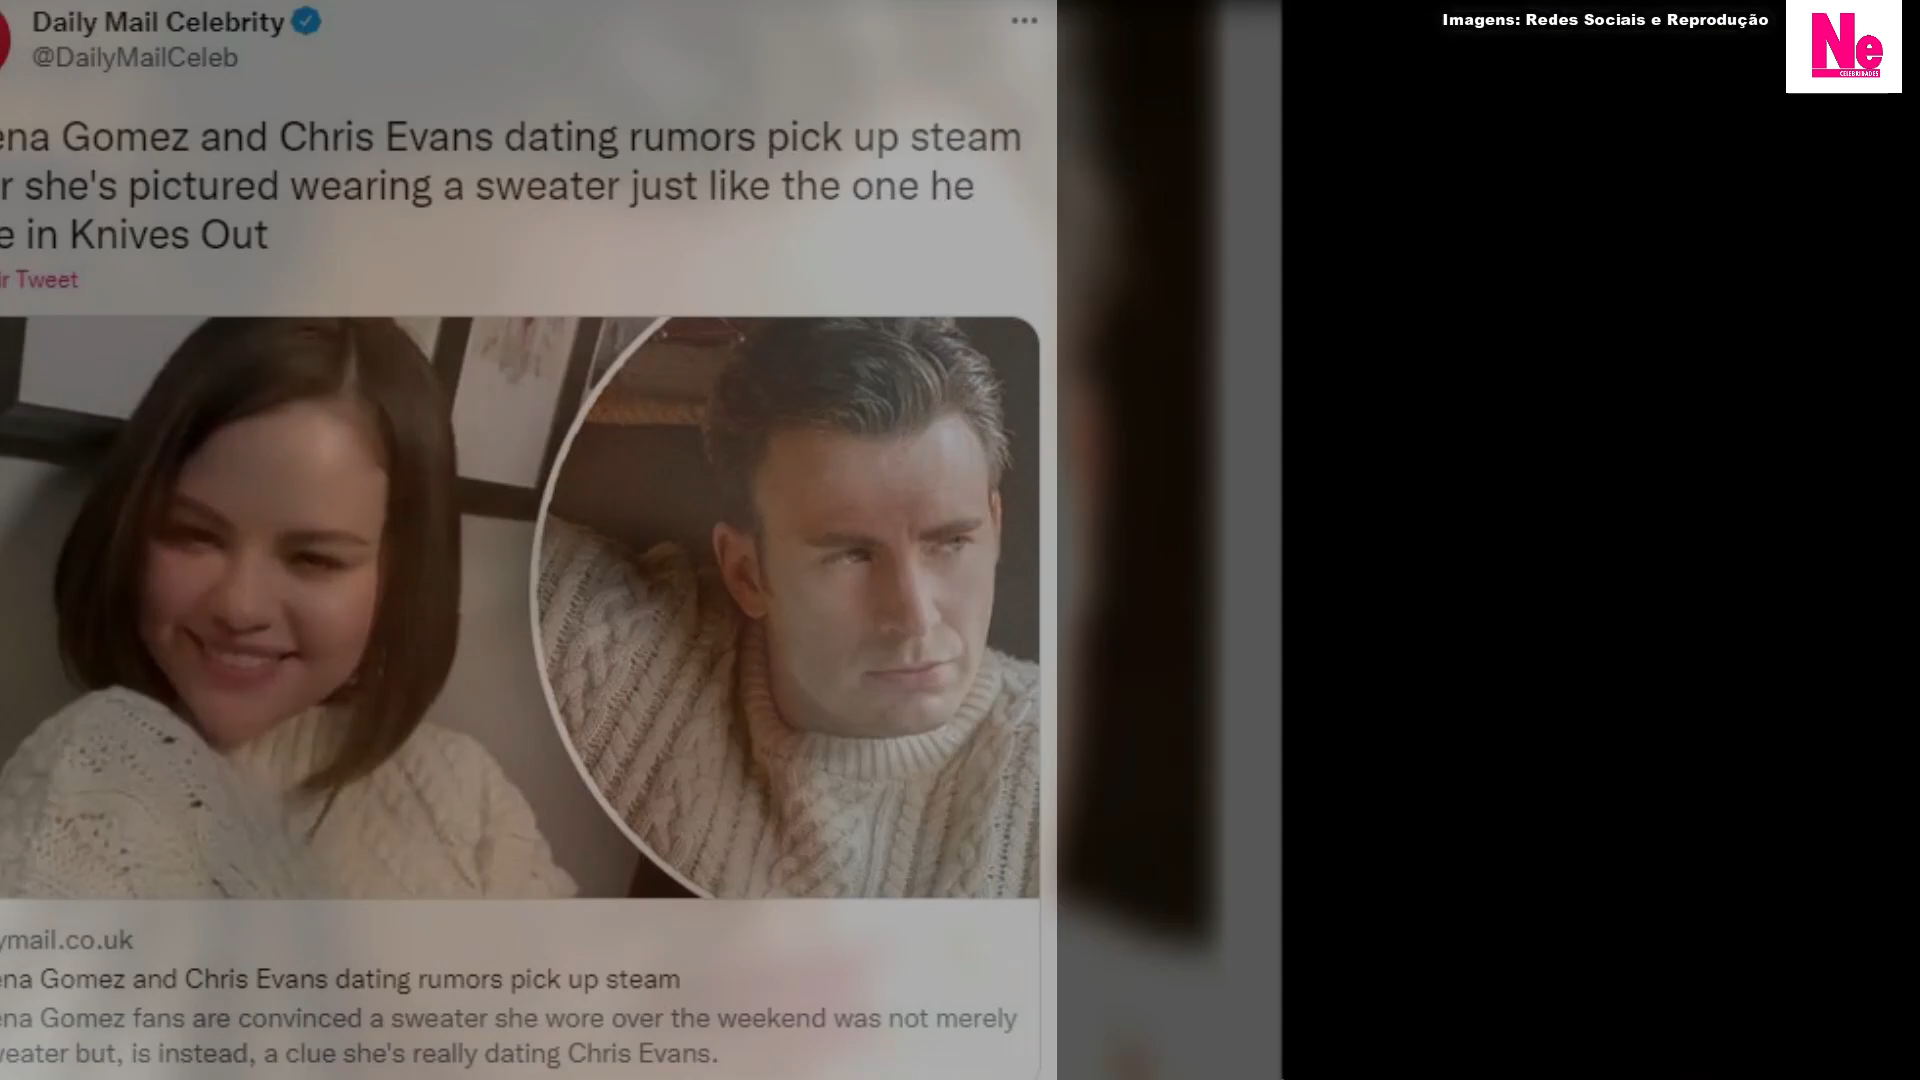 Daily Mail Celebrity
@DailyMailCeleb
Imagens: Redes Sociais e Reprodução
Ne
CELEBRIDADES
ena Gomez and Chris Evans dating rumors pick up steam
r she's pictured wearing a sweater just like the one he
e in Knives Out
ir Tweet
ymail.co.uk
ena Gomez and Chris Evans dating rumors pick up steam
ena Gomez fans are convinced a sweater she wore over the weekend was not merely
weater but, is instead, a clue she's really dating Chris Evans.